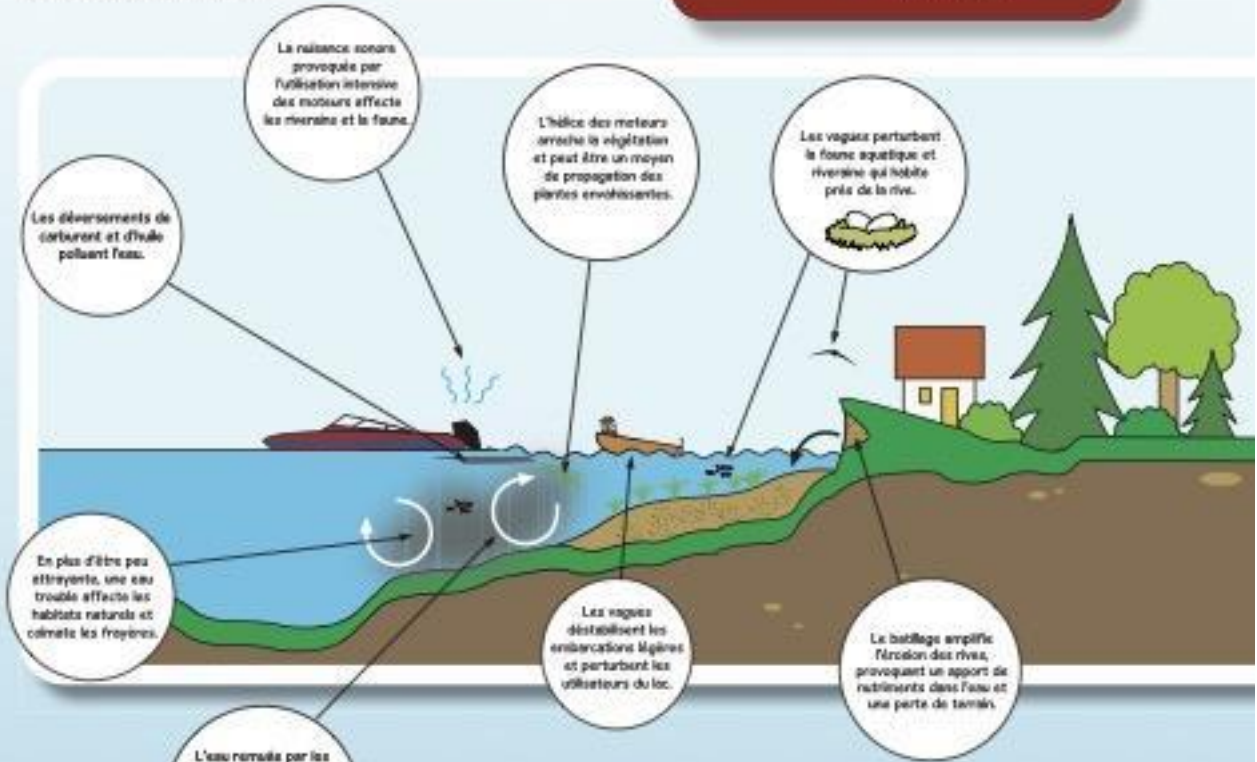 La nuisance sonore
provoquée par
l'utilisation intensive
des moteurs affecte
les riverains et la faune.
L'hélice des moteurs
arrache la végétation
et peut être un moyen
de propagation des
plantes envahissantes.
Les vagues perturbent
la faune aquatique et
riveraine qui habite
près de la rive.
Les déversements de
carburant et d'huile
polluent l'eau.
En plus d'être peu
attrayante, une eau
trouble affecte les
habitats naturels et
colmate les frayères.
Les vagues
déstabilisent les
embarcations légères
et perturbent les
utilisateurs du lac.
Le batillage amplifie
l'érosion des rives,
provoquant un apport de
nutriments dans l'eau et
une perte de terrain.
L'eau remuée par les